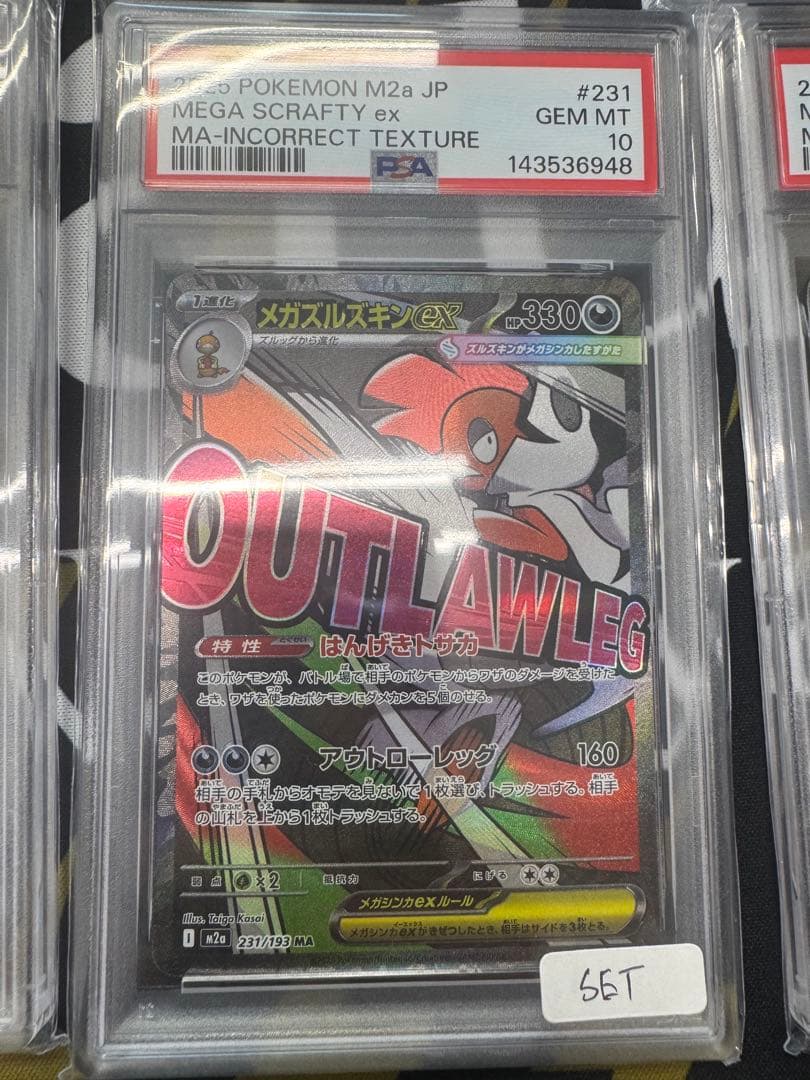 2025 POKEMON M2a JP #231
MEGA SCRAFTY ex GEM MT
MA-INCORRECT TEXTURE 10
PSA 143536948
1進化
メガズルズキンex HP330
ズルッグから進化
ズルズキンがメガシンカしたすがた
OUTLAW LEG
特性 とくせい はんげきトサカ
このポケモンが、バトル場で相手のポケモンからワザのダメージを受けた
とき、ワザを使ったポケモンにダメカンを5個のせる。
アウトローレッグ 160
相手の手札からオモテを見ないで1枚選び、トラッシュする。相手
の山札を上から1枚トラッシュする。
弱点 ×2 抵抗力 にげる
メガシンカexルール
メガシンカexがきぜつしたとき、相手はサイドを3枚とる。
Illus. Taiga Kasai
I M2a 231/193 MA
SET